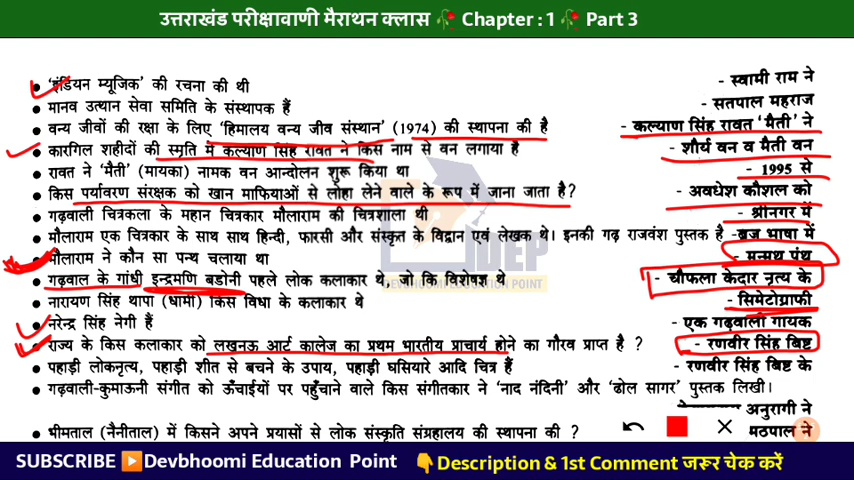 उत्तराखंड परीक्षावाणी मैराथन क्लास Chapter : 1 Part 3
'इंडियन म्यूजिक' की रचना की थी - स्वामी राम ने
मानव उत्थान सेवा समिति के संस्थापक हैं - सतपाल महराज
वन्य जीवों की रक्षा के लिए 'हिमालय वन्य जीव संस्थान' (1974) की स्थापना की है - कल्याण सिंह रावत 'मैती' ने
कारगिल शहीदों की स्मृति में कल्याण सिंह रावत ने किस नाम से वन लगाया है - शौर्य वन व मैती वन
रावत ने 'मैती' (मायका) नामक वन आन्दोलन शुरू किया था - 1995 से
किस पर्यावरण संरक्षक को खान माफियाओं से लोहा लेने वाले के रूप में जाना जाता है? - अवधेश कौशल को
गढ़वाली चित्रकला के महान चित्रकार मौलाराम की चित्रशाला थी - श्रीनगर में
मौलाराम एक चित्रकार के साथ साथ हिन्दी, फारसी और संस्कृत के विद्वान एवं लेखक थे। इनकी गढ़ राजवंश पुस्तक है - ब्रज भाषा में
मौलाराम ने कौन सा पन्थ चलाया था - मन्मथ पंथ
गढ़वाल के गांधी इन्द्रमणि बडोनी पहले लोक कलाकार थे, जो कि विशेषज्ञ थे - चौफला केदार नृत्य के
नारायण सिंह थापा (धामी) किस विधा के कलाकार थे - सिमेटोग्राफी
नरेन्द्र सिंह नेगी हैं - एक गढ़वाली गायक
राज्य के किस कलाकार को लखनऊ आर्ट कालेज का प्रथम भारतीय प्राचार्य होने का गौरव प्राप्त है ? - रणवीर सिंह बिष्ट
पहाड़ी लोकनृत्य, पहाड़ी शीत से बचने के उपाय, पहाड़ी घसियारे आदि चित्र हैं - रणवीर सिंह बिष्ट के
गढ़वाली-कुमाऊनी संगीत को ऊँचाईयों पर पहुँचाने वाले किस संगीतकार ने 'नाद नंदिनी' और 'ढोल सागर' पुस्तक लिखी।
अनुरागी ने
भीमताल (नैनीताल) में किसने अपने प्रयासों से लोक संस्कृति संग्रहालय की स्थापना की ? मठपाल ने
DEP
DEVBHOOMI EDUCATION POINT
SUBSCRIBE Devbhoomi Education Point Description & 1st Comment जरूर चेक करें